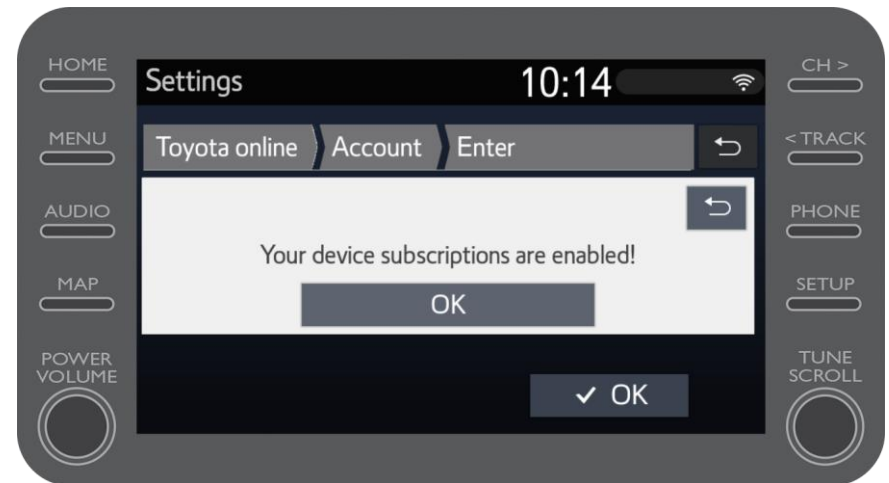 HOME
MENU
AUDIO
MAP
POWER
VOLUME
Settings 10:14
Toyota online Account Enter
Your device subscriptions are enabled!
OK
✓ OK
CH >
< TRACK
PHONE
SETUP
TUNE
SCROLL